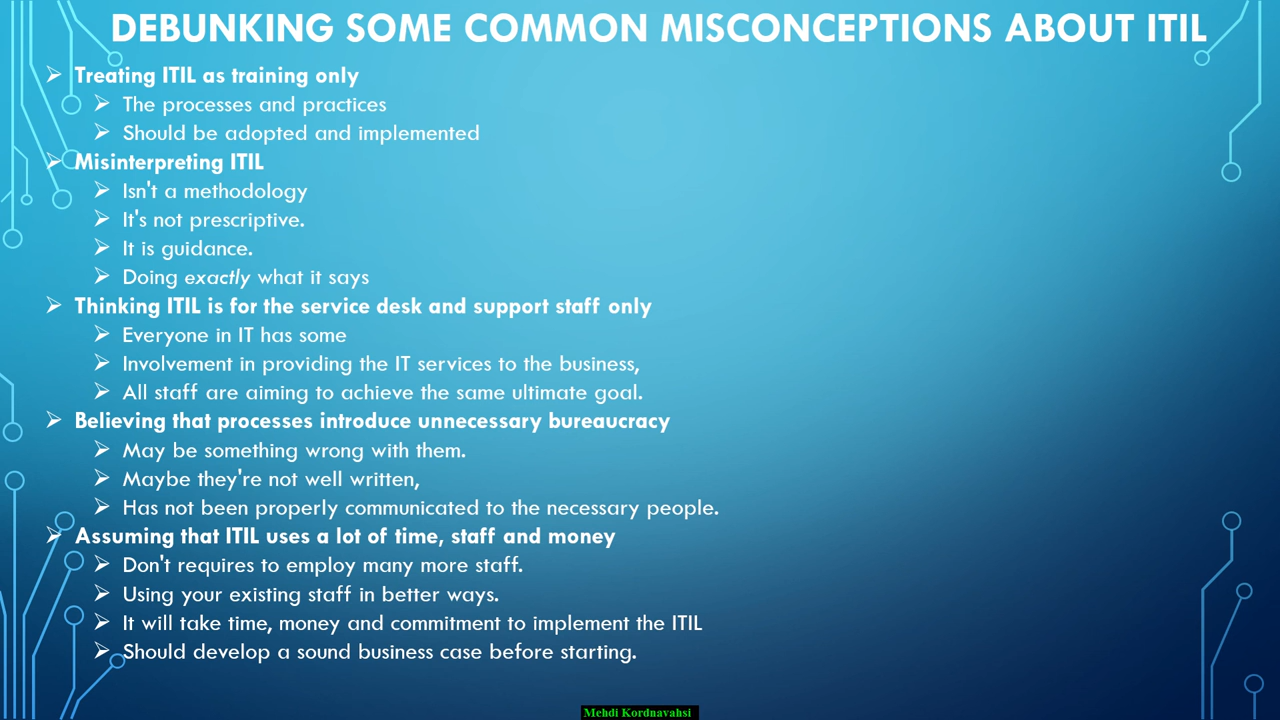 DEBUNKING SOME COMMON MISCONCEPTIONS ABOUT ITIL
Treating ITIL as training only
The processes and practices
Should be adopted and implemented
Misinterpreting ITIL
Isn't a methodology
It's not prescriptive.
It is guidance.
Doing exactly what it says
Thinking ITIL is for the service desk and support staff only
Everyone in IT has some
Involvement in providing the IT services to the business,
All staff are aiming to achieve the same ultimate goal.
Believing that processes introduce unnecessary bureaucracy
May be something wrong with them.
Maybe they're not well written,
Has not been properly communicated to the necessary people.
Assuming that ITIL uses a lot of time, staff and money
Don't requires to employ many more staff.
Using your existing staff in better ways.
It will take time, money and commitment to implement the ITIL
Should develop a sound business case before starting.
Mehdi Kordnavahsi